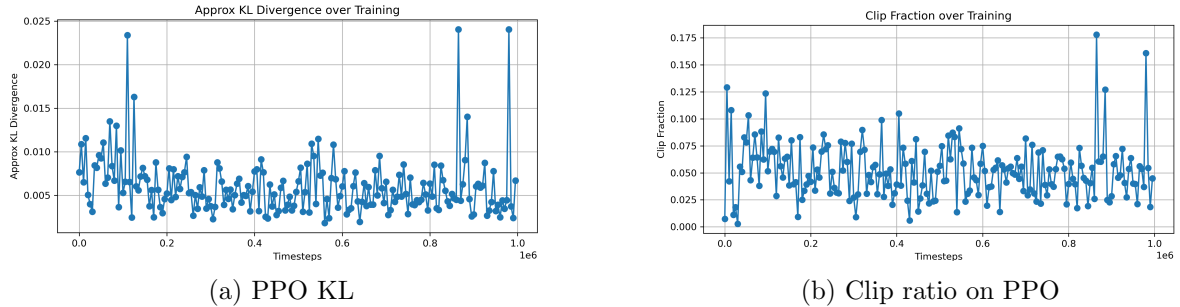 Approx KL Divergence over Training
0.025
0.020
0.015
0.010
0.005
Approx KL Divergence
0.0 0.2 0.4 0.6 0.8 1.0
1e6
Timesteps
(a) PPO KL
Clip Fraction over Training
0.175
0.150
0.125
0.100
0.075
0.050
0.025
0.000
Clip Fraction
0.0 0.2 0.4 0.6 0.8 1.0
1e6
Timesteps
(b) Clip ratio on PPO